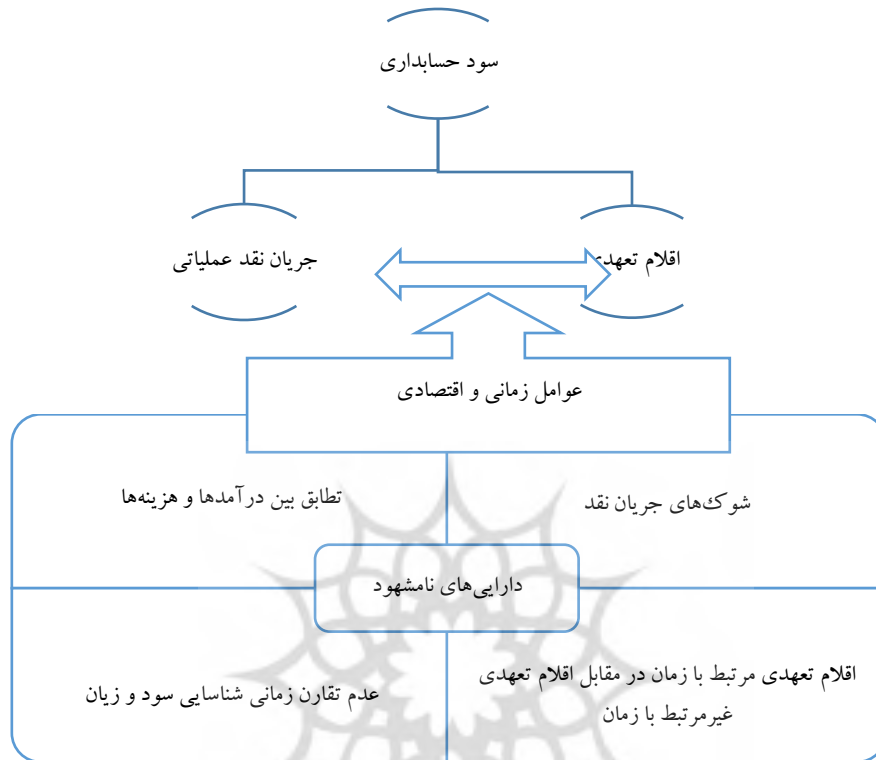 سود حسابداری
اقلام تعهدی
جریان نقد عملیاتی
عوامل زمانی و اقتصادی
شوک‌های جریان نقد
تطابق بین درآمدها و هزینه‌ها
دارایی‌های نامشهود
اقلام تعهدی مرتبط با زمان در مقابل اقلام تعهدی
غیرمرتبط با زمان
عدم تقارن زمانی شناسایی سود و زیان